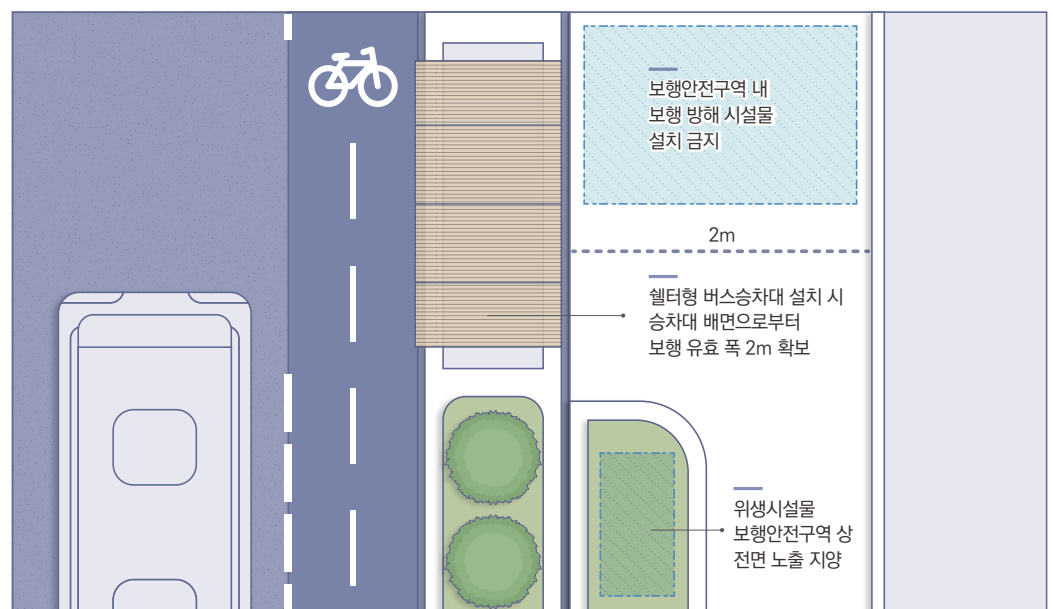 보행안전구역 내
보행 방해 시설물
설치 금지
2m
쉘터형 버스승차대 설치 시
승차대 배면으로부터
보행 유효 폭 2m 확보
위생시설물
보행안전구역 상
전면 노출 지양